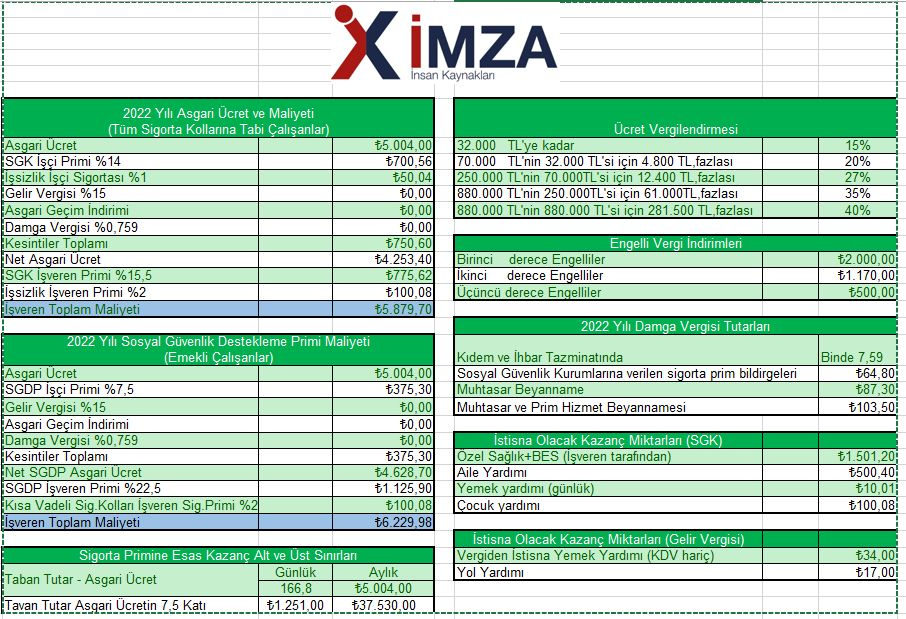 İMZA
İnsan Kaynakları
2022 Yılı Asgari Ücret ve Maliyeti
(Tüm Sigorta Kollarına Tabi Çalışanlar)
Asgari Ücret ₺5.004,00
SGK İşçi Primi %14 ₺700,56
İşsizlik İşçi Sigortası %1 ₺50,04
Gelir Vergisi %15 ₺0,00
Asgari Geçim İndirimi ₺0,00
Damga Vergisi %0,759 ₺0,00
Kesintiler Toplamı ₺750,60
Net Asgari Ücret ₺4.253,40
SGK İşveren Primi %15,5 ₺775,62
İşsizlik İşveren Primi %2 ₺100,08
İşveren Toplam Maliyeti ₺5.879,70
2022 Yılı Sosyal Güvenlik Destekleme Primi Maliyeti
(Emekli Çalışanlar)
Asgari Ücret ₺5.004,00
SGDP İşçi Primi %7,5 ₺375,30
Gelir Vergisi %15 ₺0,00
Asgari Geçim İndirimi ₺0,00
Damga Vergisi %0,759 ₺0,00
Kesintiler Toplamı ₺375,30
Net SGDP Asgari Ücret ₺4.628,70
SGDP İşveren Primi %22,5 ₺1.125,90
Kısa Vadeli Sig.Kolları İşveren Sig.Primi %2 ₺100,08
İşveren Toplam Maliyeti ₺6.229,98
Sigorta Primine Esas Kazanç Alt ve Üst Sınırları
Taban Tutar - Asgari Ücret
Günlük Aylık
166,8 ₺5.004,00
Tavan Tutar Asgari Ücretin 7,5 Katı ₺1.251,00 ₺37.530,00
Ücret Vergilendirmesi
32.000 TL'ye kadar 15%
70.000 TL'nin 32.000 TL'si için 4.800 TL,fazlası 20%
250.000 TL'nin 70.000TL'si için 12.400 TL,fazlası 27%
880.000 TL'nin 250.000TL'si için 61.000TL,fazlası 35%
880.000 TL'nin 880.000 TL'si için 281.500 TL,fazlası 40%
Engelli Vergi İndirimleri
Birinci derece Engelliler ₺2.000,00
İkinci derece Engelliler ₺1.170,00
Üçüncü derece Engelliler ₺500,00
2022 Yılı Damga Vergisi Tutarları
Kıdem ve İhbar Tazminatında Binde 7,59
Sosyal Güvenlik Kurumlarına verilen sigorta prim bildirgeleri ₺64,80
Muhtasar Beyanname ₺87,30
Muhtasar ve Prim Hizmet Beyannamesi ₺103,50
İstisna Olacak Kazanç Miktarları (SGK)
Özel Sağlık+BES (İşveren tarafından) ₺1.501,20
Aile Yardımı ₺500,40
Yemek yardımı (günlük) ₺10,01
Çocuk yardımı ₺100,08
İstisna Olacak Kazanç Miktarları (Gelir Vergisi)
Vergiden İstisna Yemek Yardımı (KDV hariç) ₺34,00
Yol Yardımı ₺17,00